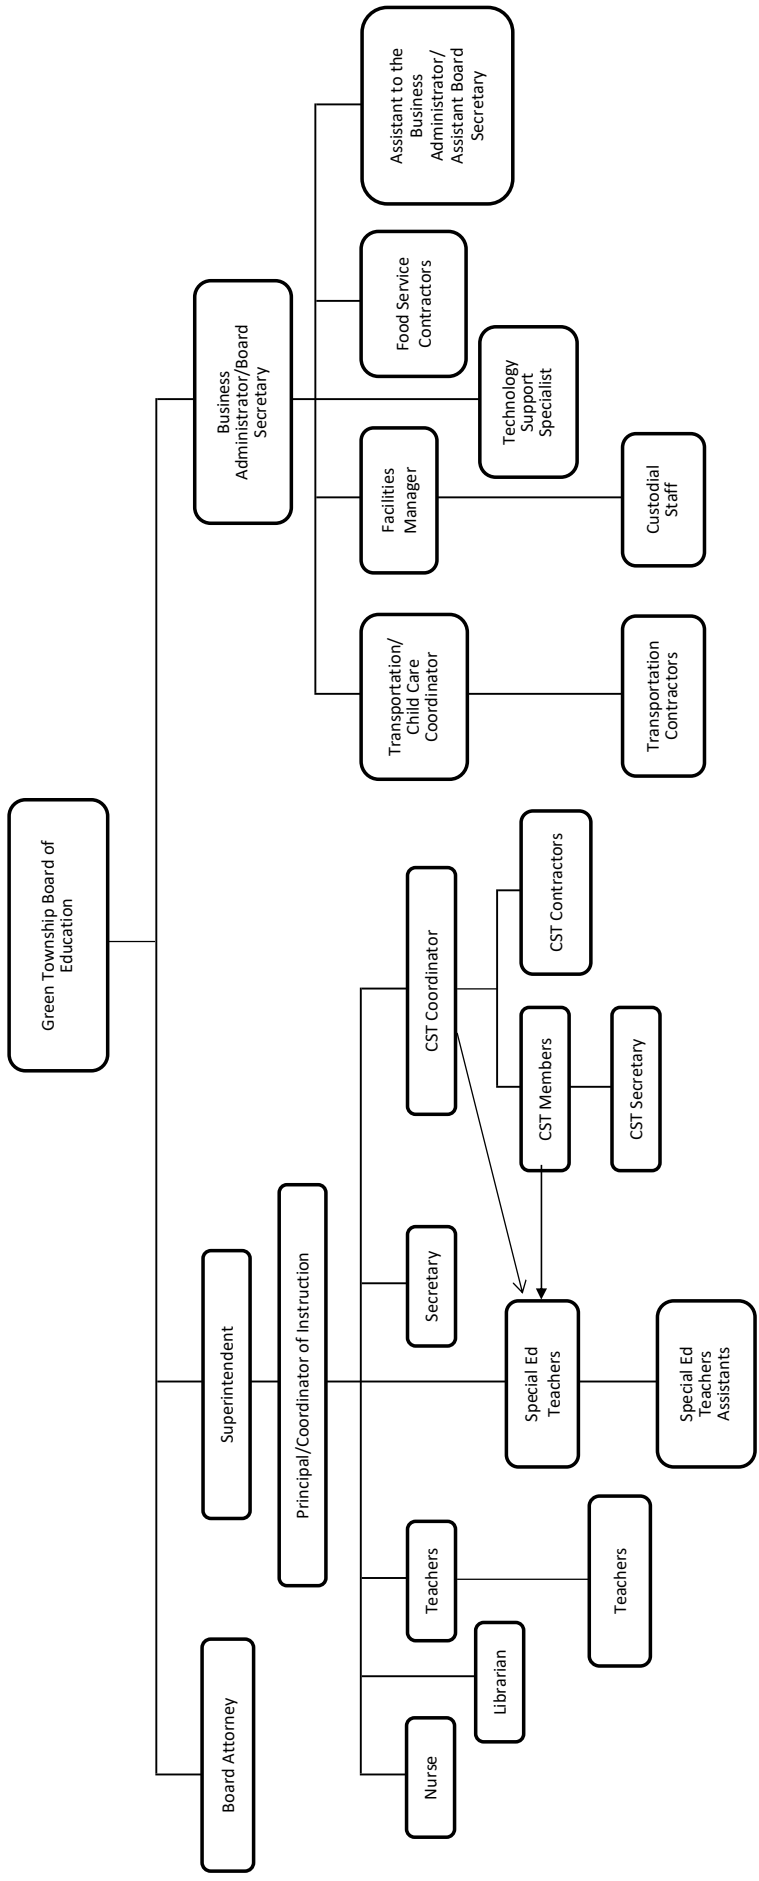 Green Township Board of
Education
Board Attorney
Superintendent
Business
Administrator/Board
Secretary
Principal/Coordinator of Instruction
Nurse
Librarian
Teachers
Teachers
Special Ed
Teachers
Special Ed
Teachers
Assistants
Secretary
CST Coordinator
CST Members
CST Contractors
CST Secretary
Transportation/
Child Care
Coordinator
Transportation
Contractors
Facilities
Manager
Custodial
Staff
Technology
Support
Specialist
Food Service
Contractors
Assistant to the
Business
Administrator/
Assistant Board
Secretary